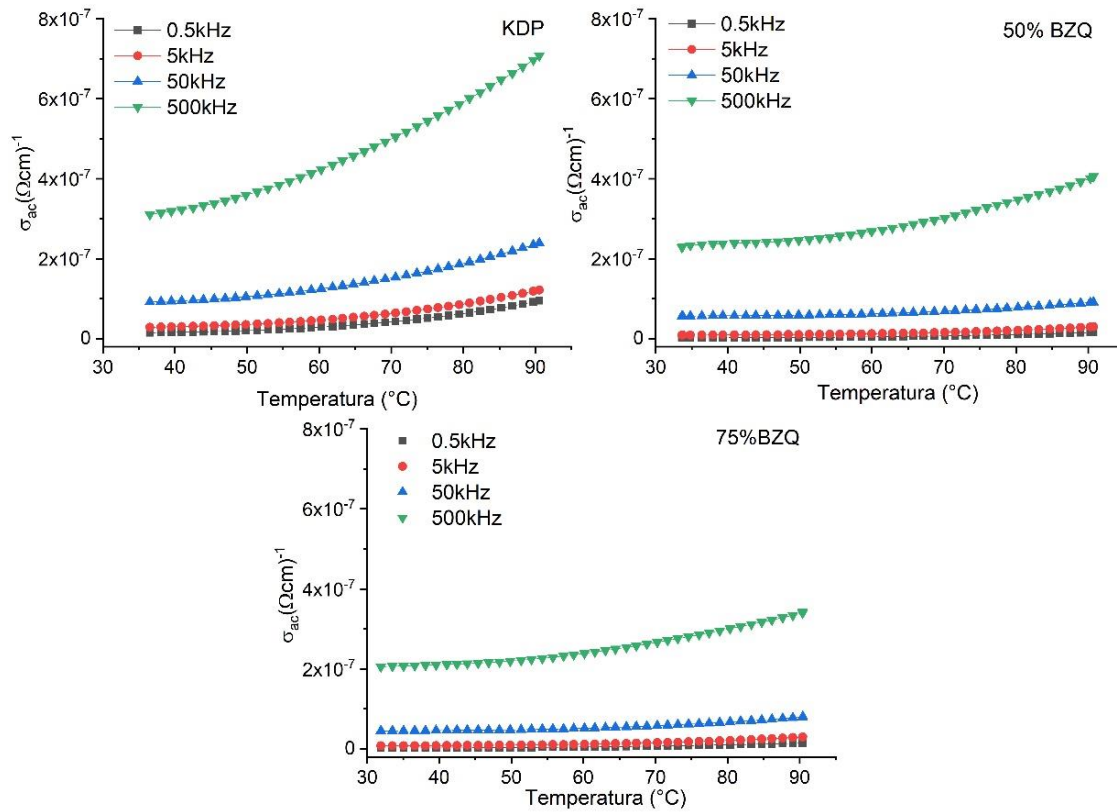 8x10⁻⁷
6x10⁻⁷
4x10⁻⁷
2x10⁻⁷
0
σac(Ωcm)⁻¹
0.5kHz
5kHz
50kHz
500kHz
KDP
30 40 50 60 70 80 90
Temperatura (°C)
8x10⁻⁷
6x10⁻⁷
4x10⁻⁷
2x10⁻⁷
0
σac(Ωcm)⁻¹
0.5kHz
5kHz
50kHz
500kHz
50% BZQ
30 40 50 60 70 80 90
Temperatura (°C)
8x10⁻⁷
6x10⁻⁷
4x10⁻⁷
2x10⁻⁷
0
σac(Ωcm)⁻¹
0.5kHz
5kHz
50kHz
500kHz
75%BZQ
30 40 50 60 70 80 90
Temperatura (°C)